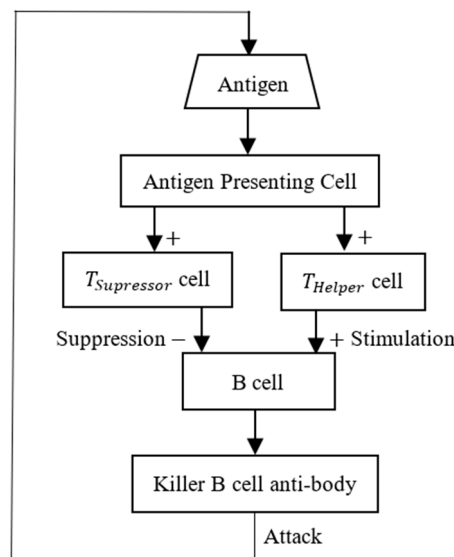 Antigen
Antigen Presenting Cell
+ +
T_Supressor cell T_Helper cell
Suppression − + Stimulation
B cell
Killer B cell anti-body
Attack